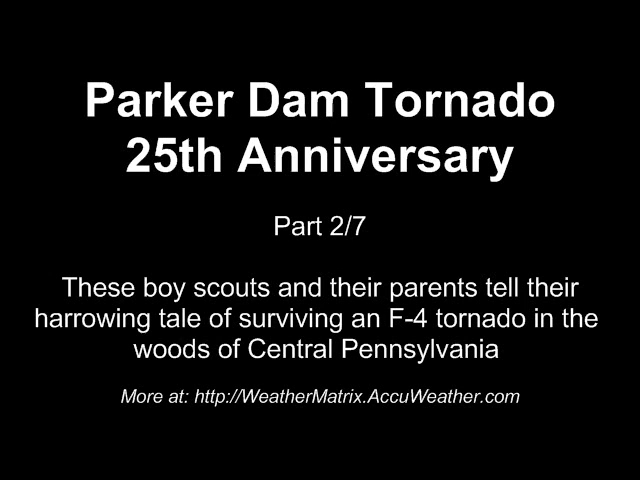 Parker Dam Tornado
25th Anniversary
Part 2/7
These boy scouts and their parents tell their
harrowing tale of surviving an F-4 tornado in the
woods of Central Pennsylvania
More at: http://WeatherMatrix.AccuWeather.com